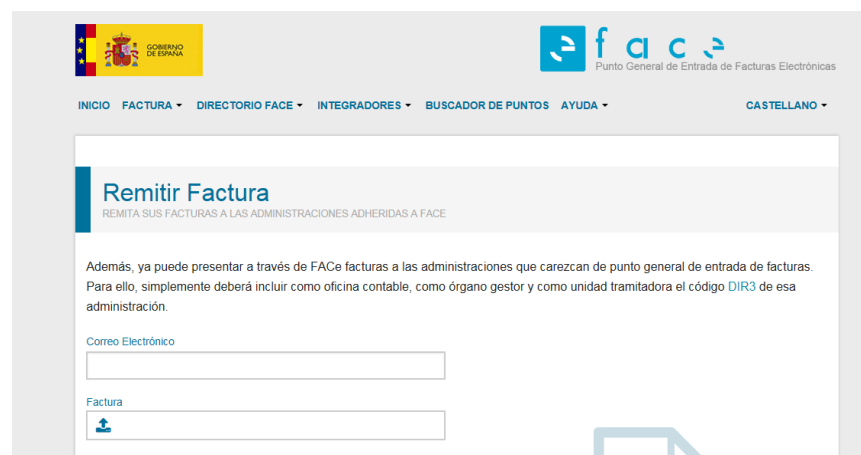 GOBIERNO
DE ESPAÑA
face
Punto General de Entrada de Facturas Electrónicas
INICIO FACTURA DIRECTORIO FACE INTEGRADORES BUSCADOR DE PUNTOS AYUDA CASTELLANO
Remitir Factura
REMITA SUS FACTURAS A LAS ADMINISTRACIONES ADHERIDAS A FACE
Además, ya puede presentar a través de FACe facturas a las administraciones que carezcan de punto general de entrada de facturas.
Para ello, simplemente deberá incluir como oficina contable, como órgano gestor y como unidad tramitadora el código DIR3 de esa
administración.
Correo Electrónico
Factura